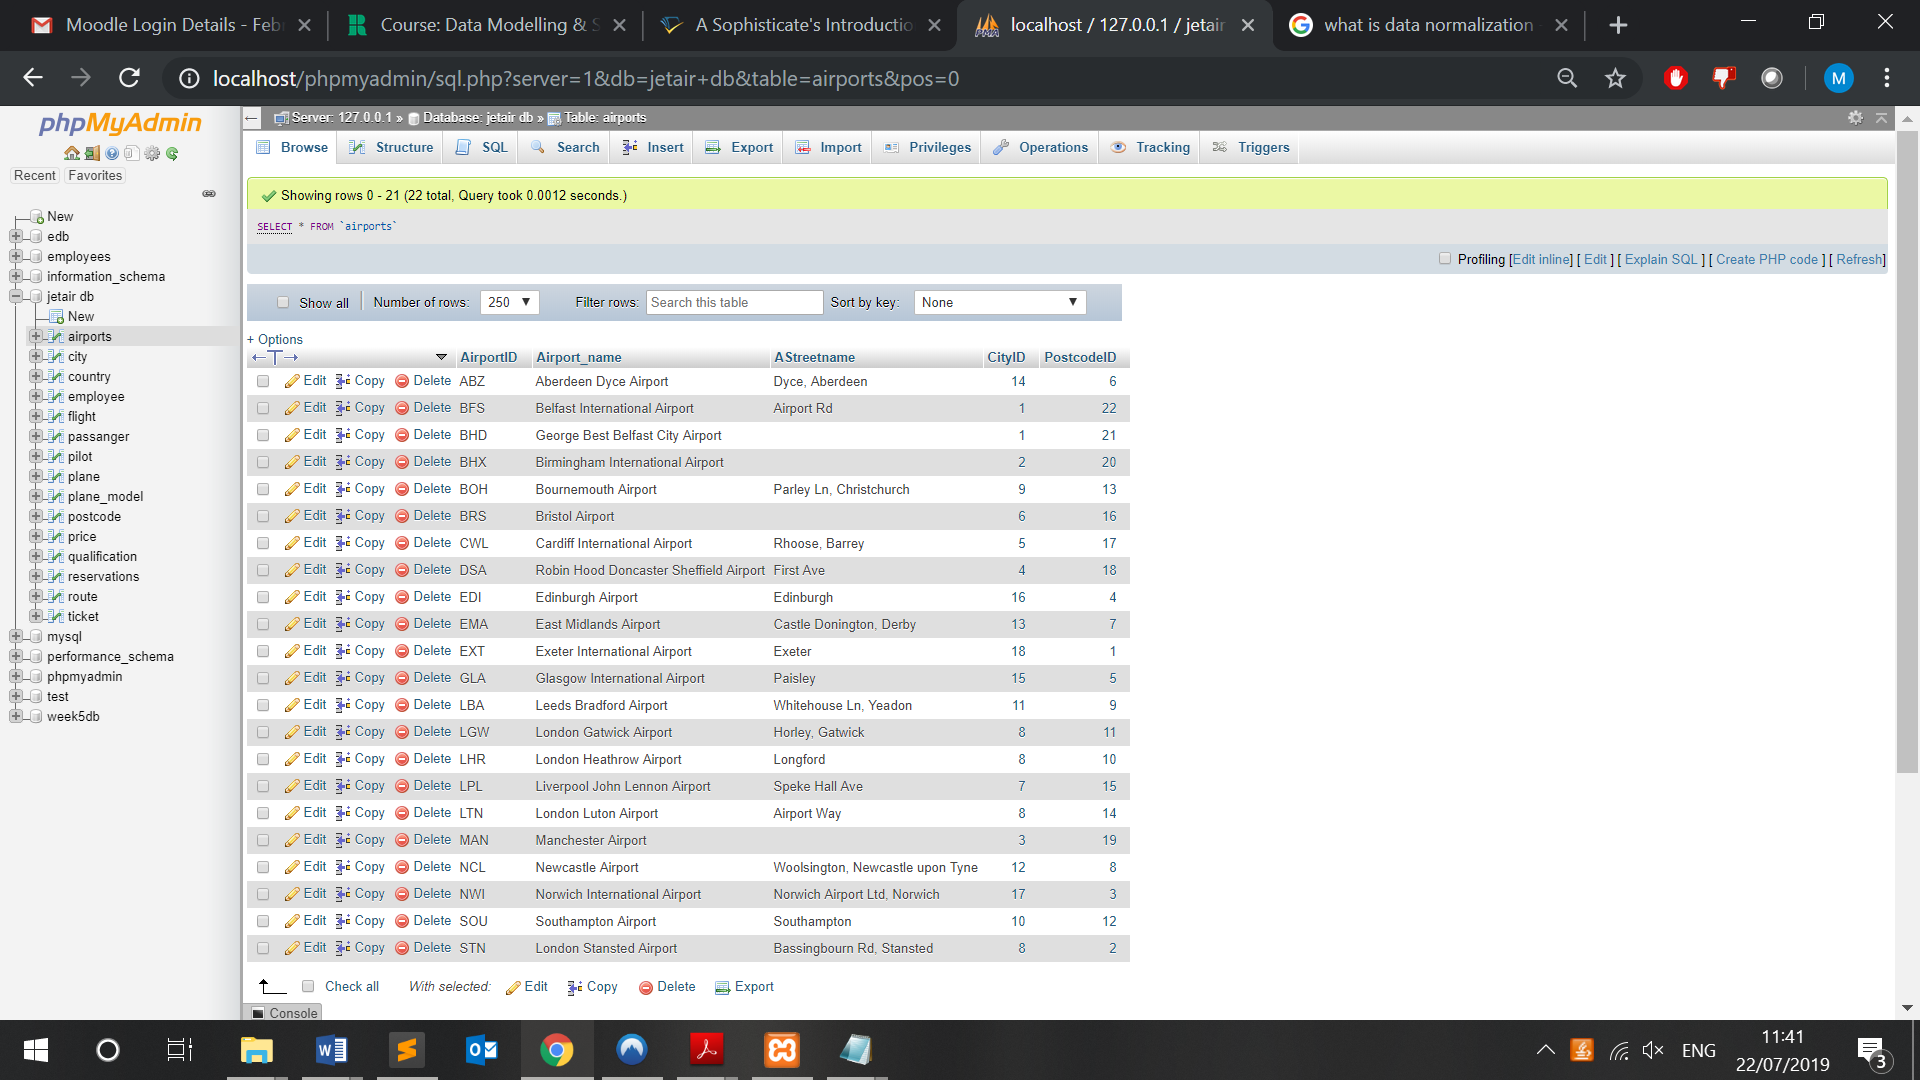 Moodle Login Details - Feb
Course: Data Modelling & S
A Sophisticate's Introductio
localhost / 127.0.0.1 / jetair
what is data normalization
localhost/phpmyadmin/sql.php?server=1&db=jetair+db&table=airports&pos=0
M
phpMyAdmin
Recent Favorites
New
edb
employees
information_schema
jetair db
New
airports
city
country
employee
flight
passanger
pilot
plane
plane_model
postcode
price
qualification
reservations
route
ticket
mysql
performance_schema
phpmyadmin
test
week5db
Server: 127.0.0.1 » Database: jetair db » Table: airports
Browse Structure SQL Search Insert Export Import Privileges Operations Tracking Triggers
Showing rows 0 - 21 (22 total, Query took 0.0012 seconds.)
SELECT * FROM `airports`
Profiling [Edit inline] [ Edit ] [ Explain SQL ] [ Create PHP code ] [ Refresh]
Show all Number of rows: 250 Filter rows: Search this table Sort by key: None
+ Options
AirportID Airport_name AStreetname CityID PostcodeID
Edit Copy Delete ABZ Aberdeen Dyce Airport Dyce, Aberdeen 14 6
Edit Copy Delete BFS Belfast International Airport Airport Rd 1 22
Edit Copy Delete BHD George Best Belfast City Airport 1 21
Edit Copy Delete BHX Birmingham International Airport 2 20
Edit Copy Delete BOH Bournemouth Airport Parley Ln, Christchurch 9 13
Edit Copy Delete BRS Bristol Airport 6 16
Edit Copy Delete CWL Cardiff International Airport Rhoose, Barrey 5 17
Edit Copy Delete DSA Robin Hood Doncaster Sheffield Airport First Ave 4 18
Edit Copy Delete EDI Edinburgh Airport Edinburgh 16 4
Edit Copy Delete EMA East Midlands Airport Castle Donington, Derby 13 7
Edit Copy Delete EXT Exeter International Airport Exeter 18 1
Edit Copy Delete GLA Glasgow International Airport Paisley 15 5
Edit Copy Delete LBA Leeds Bradford Airport Whitehouse Ln, Yeadon 11 9
Edit Copy Delete LGW London Gatwick Airport Horley, Gatwick 8 11
Edit Copy Delete LHR London Heathrow Airport Longford 8 10
Edit Copy Delete LPL Liverpool John Lennon Airport Speke Hall Ave 7 15
Edit Copy Delete LTN London Luton Airport Airport Way 8 14
Edit Copy Delete MAN Manchester Airport 3 19
Edit Copy Delete NCL Newcastle Airport Woolsington, Newcastle upon Tyne 12 8
Edit Copy Delete NWI Norwich International Airport Norwich Airport Ltd, Norwich 17 3
Edit Copy Delete SOU Southampton Airport Southampton 10 12
Edit Copy Delete STN London Stansted Airport Bassingbourn Rd, Stansted 8 2
Check all With selected: Edit Copy Delete Export
Console
ENG
11:41
22/07/2019
3